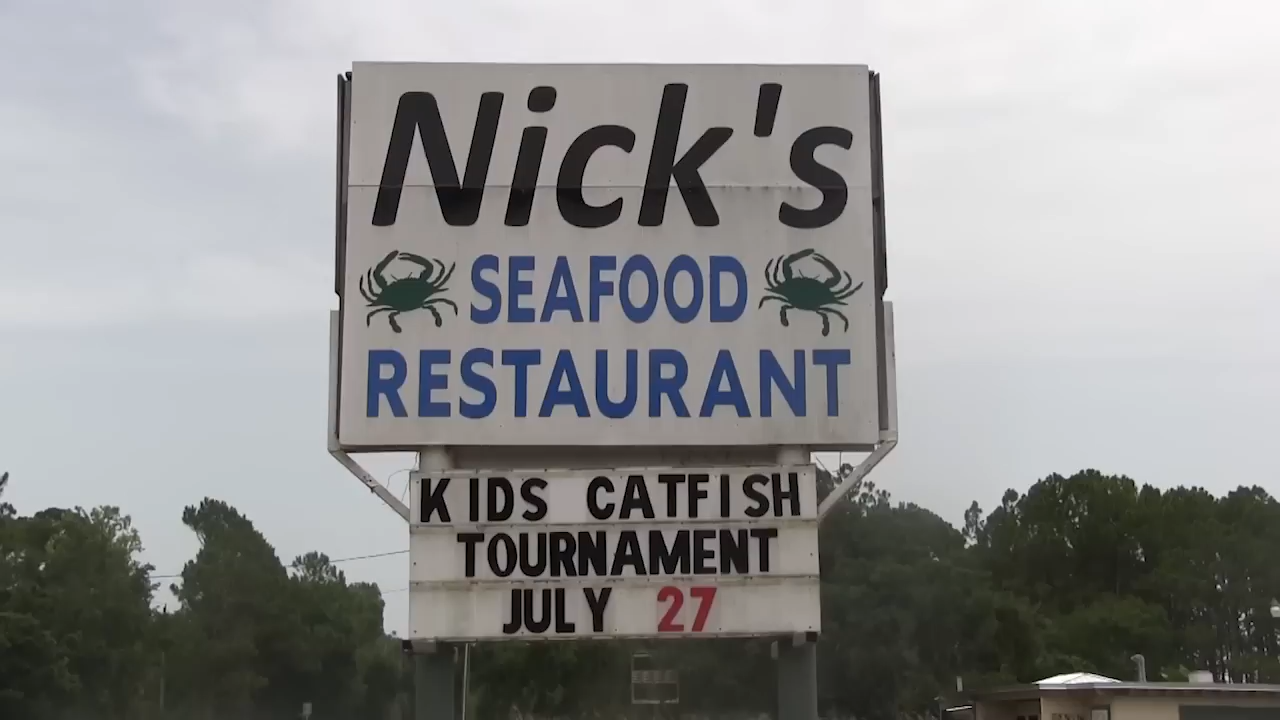 Nick's
SEAFOOD
RESTAURANT
KIDS CATFISH
TOURNAMENT
JULY 27